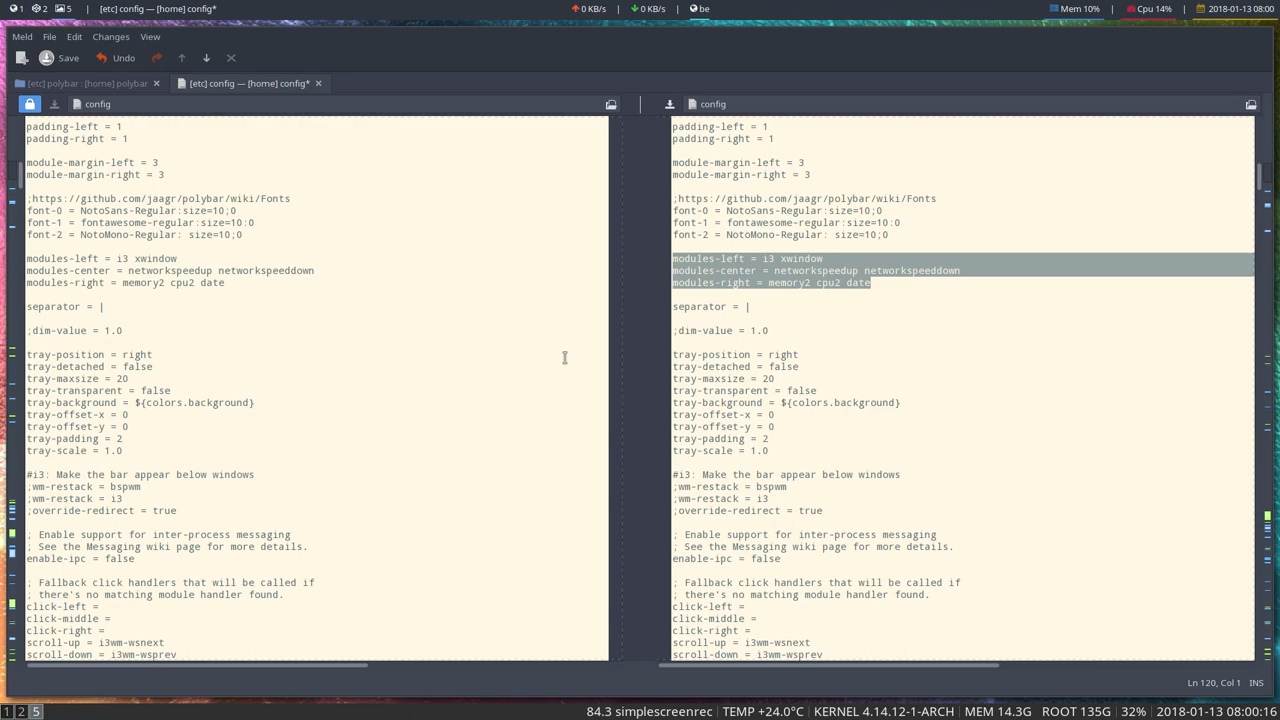 1 2 5 [etc] config — [home] config* 0 KB/s 0 KB/s 0= Mem 10% Cpu 14% 2018-01-13 08:00
Meld File Edit Changes View
Save Undo
[etc] polybar : [home] polybar [etc] config — [home] config*
config
padding-left = 1
padding-right = 1
module-margin-left = 3
module-margin-right = 3
;https://github.com/jaagr/polybar/wiki/Fonts
font-0 = NotoSans-Regular:size=10;0
font-1 = fontawesome-regular:size=10:0
font-2 = NotoMono-Regular: size=10;0
modules-left = i3 xwindow
modules-center = networkspeedup networkspeeddown
modules-right = memory2 cpu2 date
separator = |
;dim-value = 1.0
tray-position = right
tray-detached = false
tray-maxsize = 20
tray-transparent = false
tray-background = ${colors.background}
tray-offset-x = 0
tray-offset-y = 0
tray-padding = 2
tray-scale = 1.0
#i3: Make the bar appear below windows
;wm-restack = bspwm
;wm-restack = i3
;override-redirect = true
; Enable support for inter-process messaging
; See the Messaging wiki page for more details.
enable-ipc = false
; Fallback click handlers that will be called if
; there's no matching module handler found.
click-left =
click-middle =
click-right =
scroll-up = i3wm-wsnext
scroll-down = i3wm-wsprev
config
padding-left = 1
padding-right = 1
module-margin-left = 3
module-margin-right = 3
;https://github.com/jaagr/polybar/wiki/Fonts
font-0 = NotoSans-Regular:size=10;0
font-1 = fontawesome-regular:size=10:0
font-2 = NotoMono-Regular: size=10;0
modules-left = i3 xwindow
modules-center = networkspeedup networkspeeddown
modules-right = memory2 cpu2 date
separator = |
;dim-value = 1.0
tray-position = right
tray-detached = false
tray-maxsize = 20
tray-transparent = false
tray-background = ${colors.background}
tray-offset-x = 0
tray-offset-y = 0
tray-padding = 2
tray-scale = 1.0
#i3: Make the bar appear below windows
;wm-restack = bspwm
;wm-restack = i3
;override-redirect = true
; Enable support for inter-process messaging
; See the Messaging wiki page for more details.
enable-ipc = false
; Fallback click handlers that will be called if
; there's no matching module handler found.
click-left =
click-middle =
click-right =
scroll-up = i3wm-wsnext
scroll-down = i3wm-wsprev
Ln 120, Col 1 INS
1 2 5 84.3 simplescreenrec| TEMP +24.0°C| KERNEL 4.14.12-1-ARCH | MEM 14.3G| ROOT 135G| 32% | 2018-01-13 08:00:16